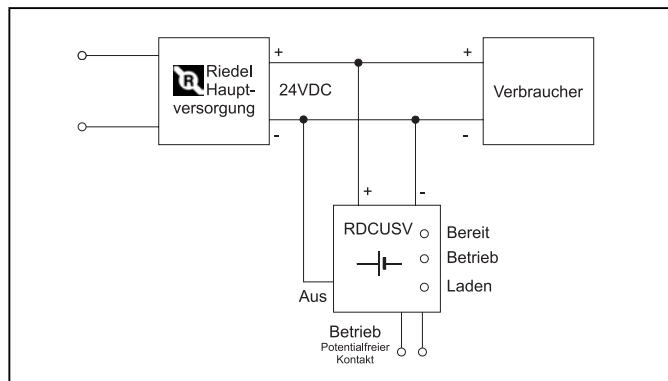 R Riedel
Haupt-
versorgung
+
24VDC
-
+
-
Verbraucher
+
-
RDCUSV
Bereit
Betrieb
Laden
Aus
Betrieb
Potentialfreier
Kontakt